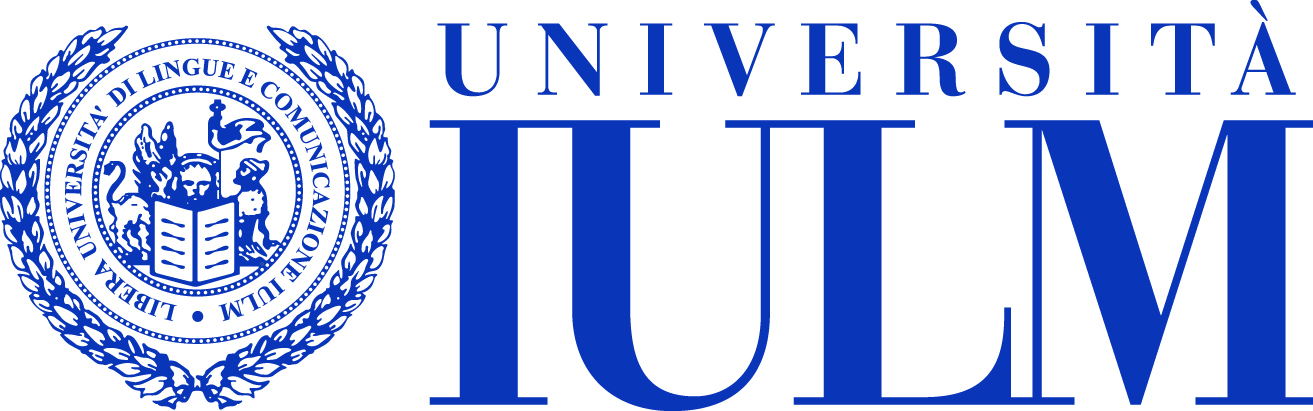 LIBERA UNIVERSITA' DI LINGUE E COMUNICAZIONE IULM •
UNIVERSITÀ
IULM